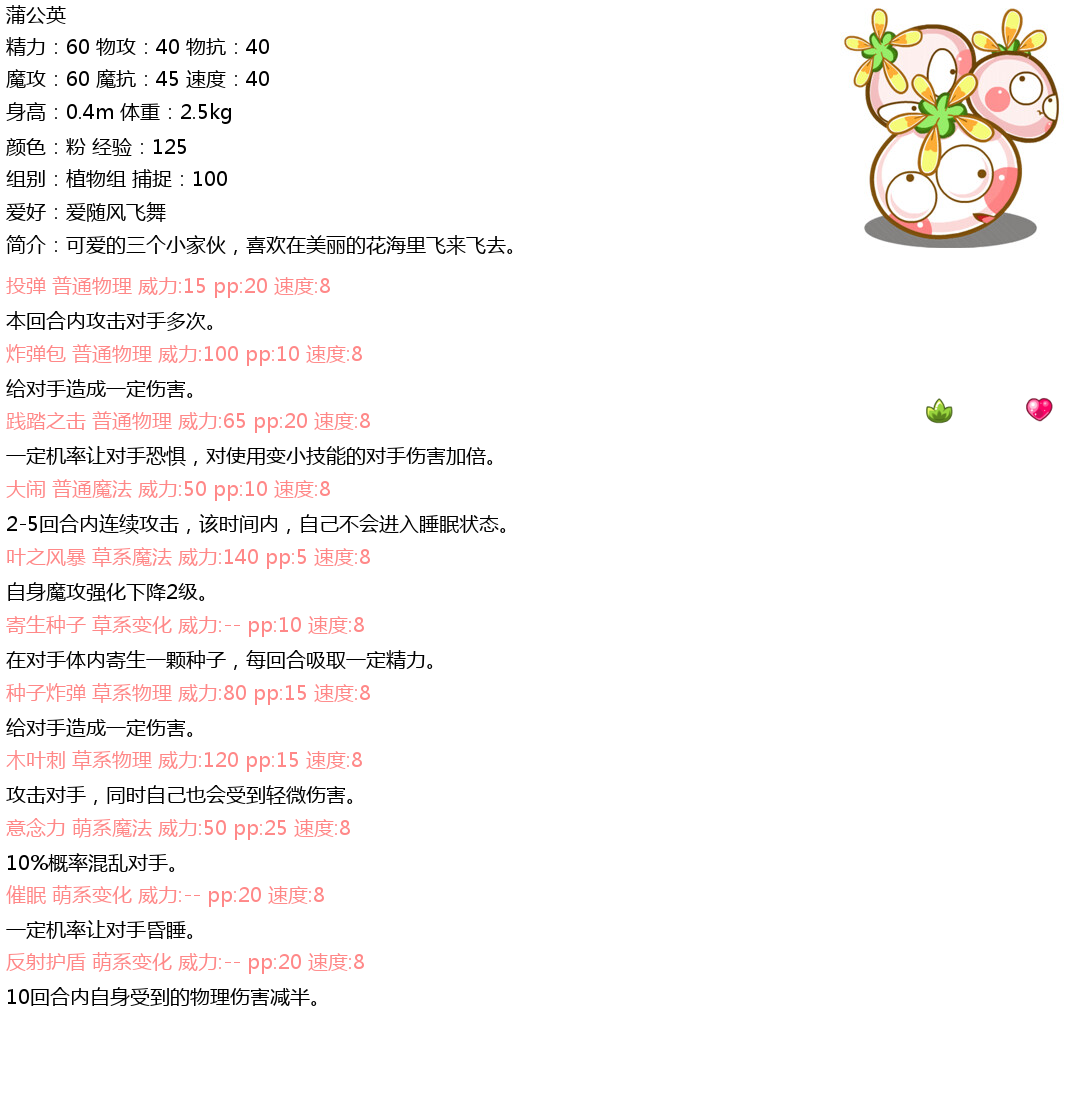 蒲公英
精力：60 物攻：40 物抗：40
魔攻：60 魔抗：45 速度：40
身高：0.4m 体重：2.5kg
颜色：粉 经验：125
组别：植物组 捕捉：100
爱好：爱随风飞舞
简介：可爱的三个小家伙，喜欢在美丽的花海里飞来飞去。
投弹 普通物理 威力:15 pp:20 速度:8
本回合内攻击对手多次。
炸弹包 普通物理 威力:100 pp:10 速度:8
给对手造成一定伤害。
践踏之击 普通物理 威力:65 pp:20 速度:8
一定机率让对手恐惧，对使用变小技能的对手伤害加倍。
大闹 普通魔法 威力:50 pp:10 速度:8
2-5回合内连续攻击，该时间内，自己不会进入睡眠状态。
叶之风暴 草系魔法 威力:140 pp:5 速度:8
自身魔攻强化下降2级。
寄生种子 草系变化 威力:-- pp:10 速度:8
在对手体内寄生一颗种子，每回合吸取一定精力。
种子炸弹 草系物理 威力:80 pp:15 速度:8
给对手造成一定伤害。
木叶刺 草系物理 威力:120 pp:15 速度:8
攻击对手，同时自己也会受到轻微伤害。
意念力 萌系魔法 威力:50 pp:25 速度:8
10%概率混乱对手。
催眠 萌系变化 威力:-- pp:20 速度:8
一定机率让对手昏睡。
反射护盾 萌系变化 威力:-- pp:20 速度:8
10回合内自身受到的物理伤害减半。